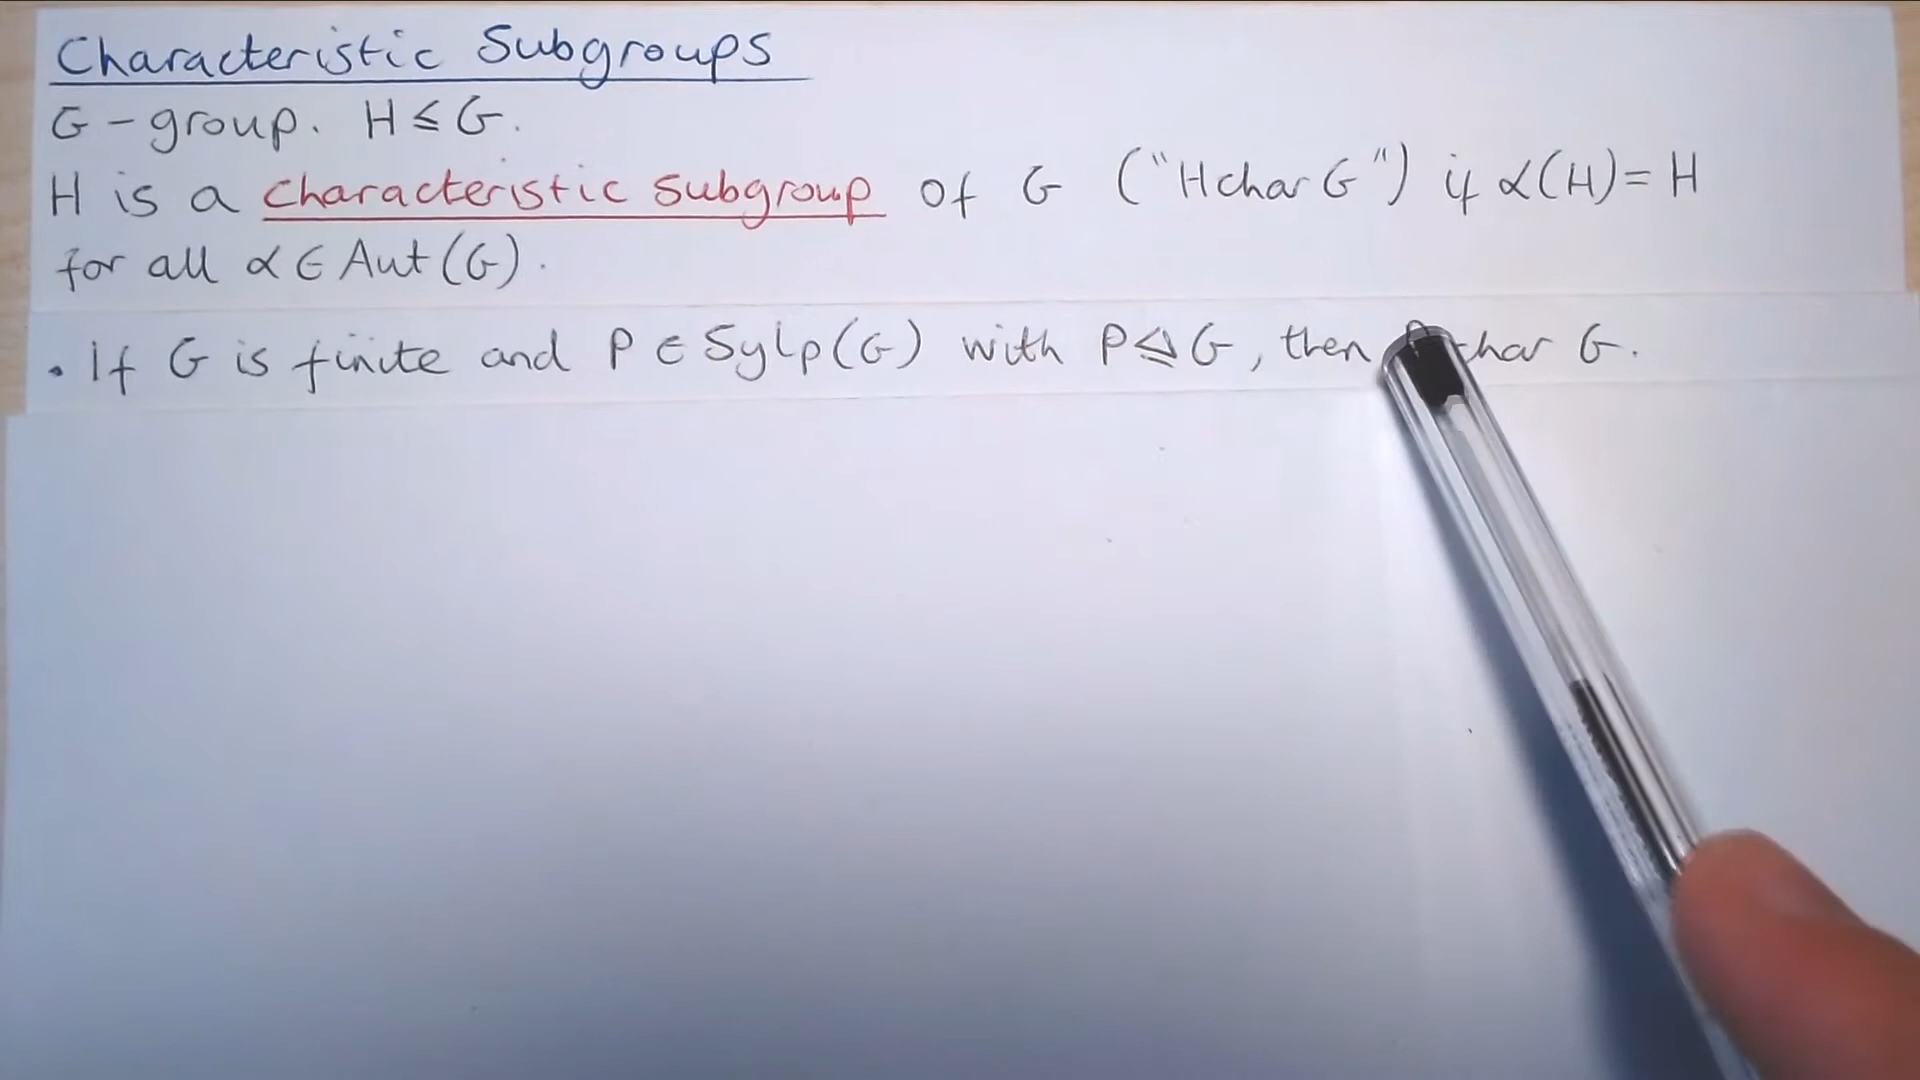 Characteristic Subgroups
G - group. H ≤ G.
H is a characteristic subgroup of G ("H char G") if α(H) = H
for all α ∈ Aut(G).
• If G is finite and P ∈ Sylp(G) with P ⊴ G, then char G.